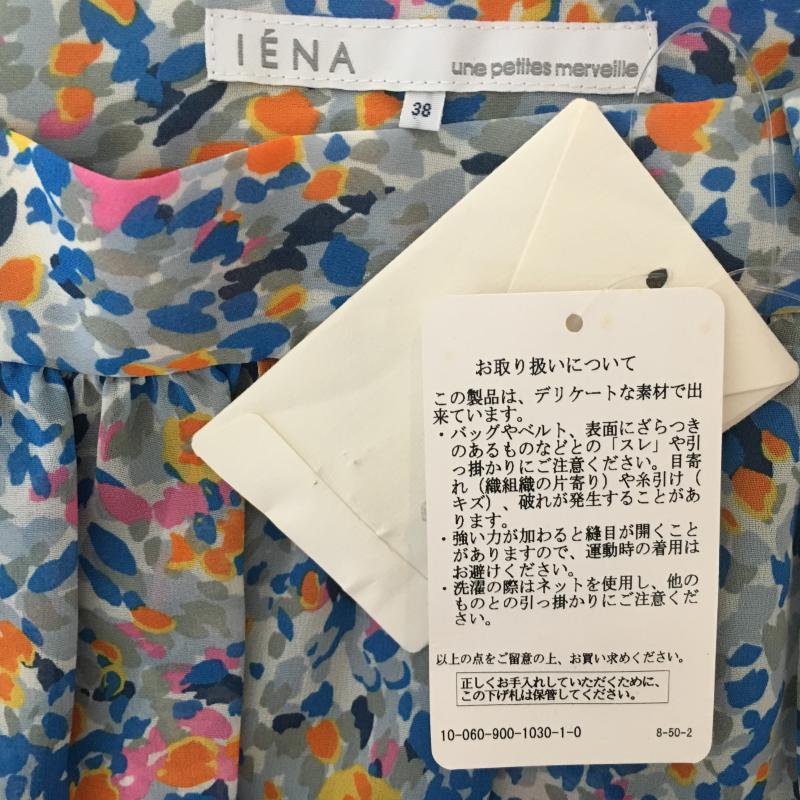 IÉNA
une petites merveille
38
お取り扱いについて
この製品は、デリケートな素材で出
来ています。
・バッグやベルト、表面にざらつき
のあるものなどとの「スレ」や引
っ掛かりにご注意ください。目寄
れ（織組織の片寄り）や糸引け（
キズ）、破れが発生することがあ
ります。
・強い力が加わると縫目が開くこと
がありますので、運動時の着用は
お避けください。
・洗濯の際はネットを使用し、他の
ものとの引っ掛かりにご注意くだ
さい。
以上の点をご留意の上、お買い求めください。
正しくお手入れしていただくために、
この下げ札は保管してください。
10-060-900-1030-1-0
8-50-2